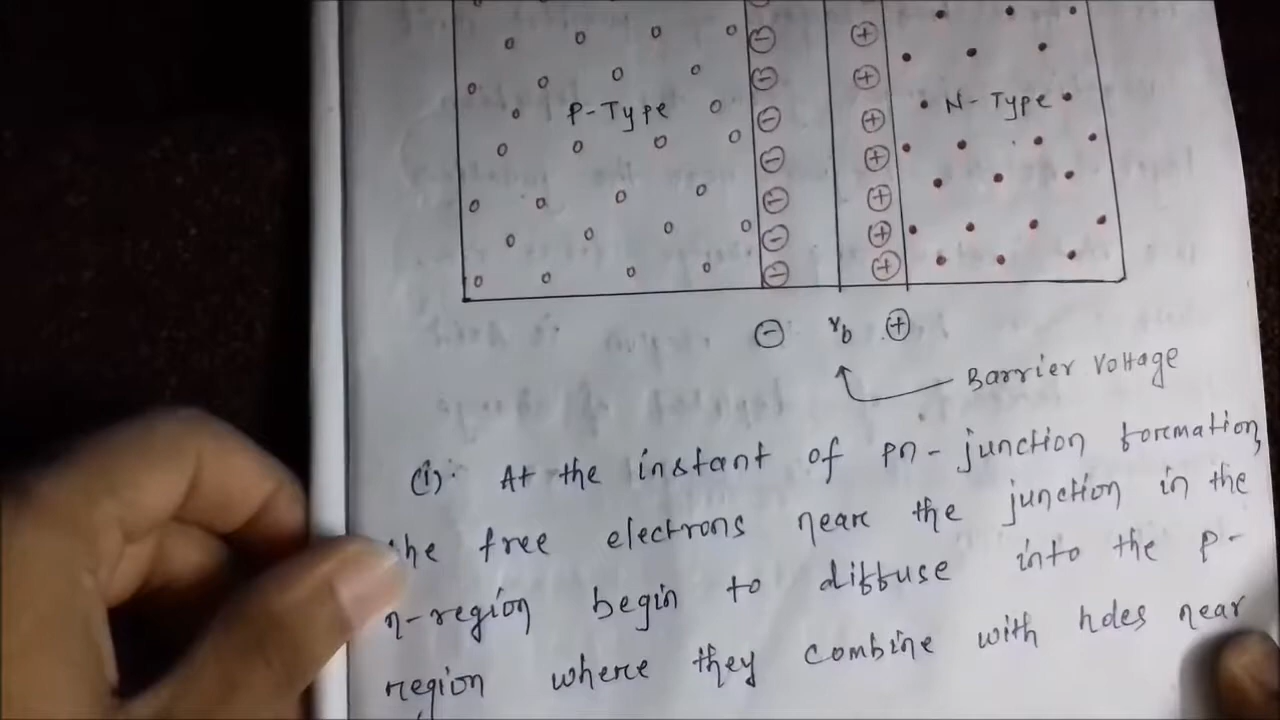 P-Type N-Type
⊖ Vb ⊕
Barrier Voltage
(i). At the instant of pn-junction formation,
the free electrons near the junction in the
n-region begin to diffuse into the p-
region where they combine with holes near